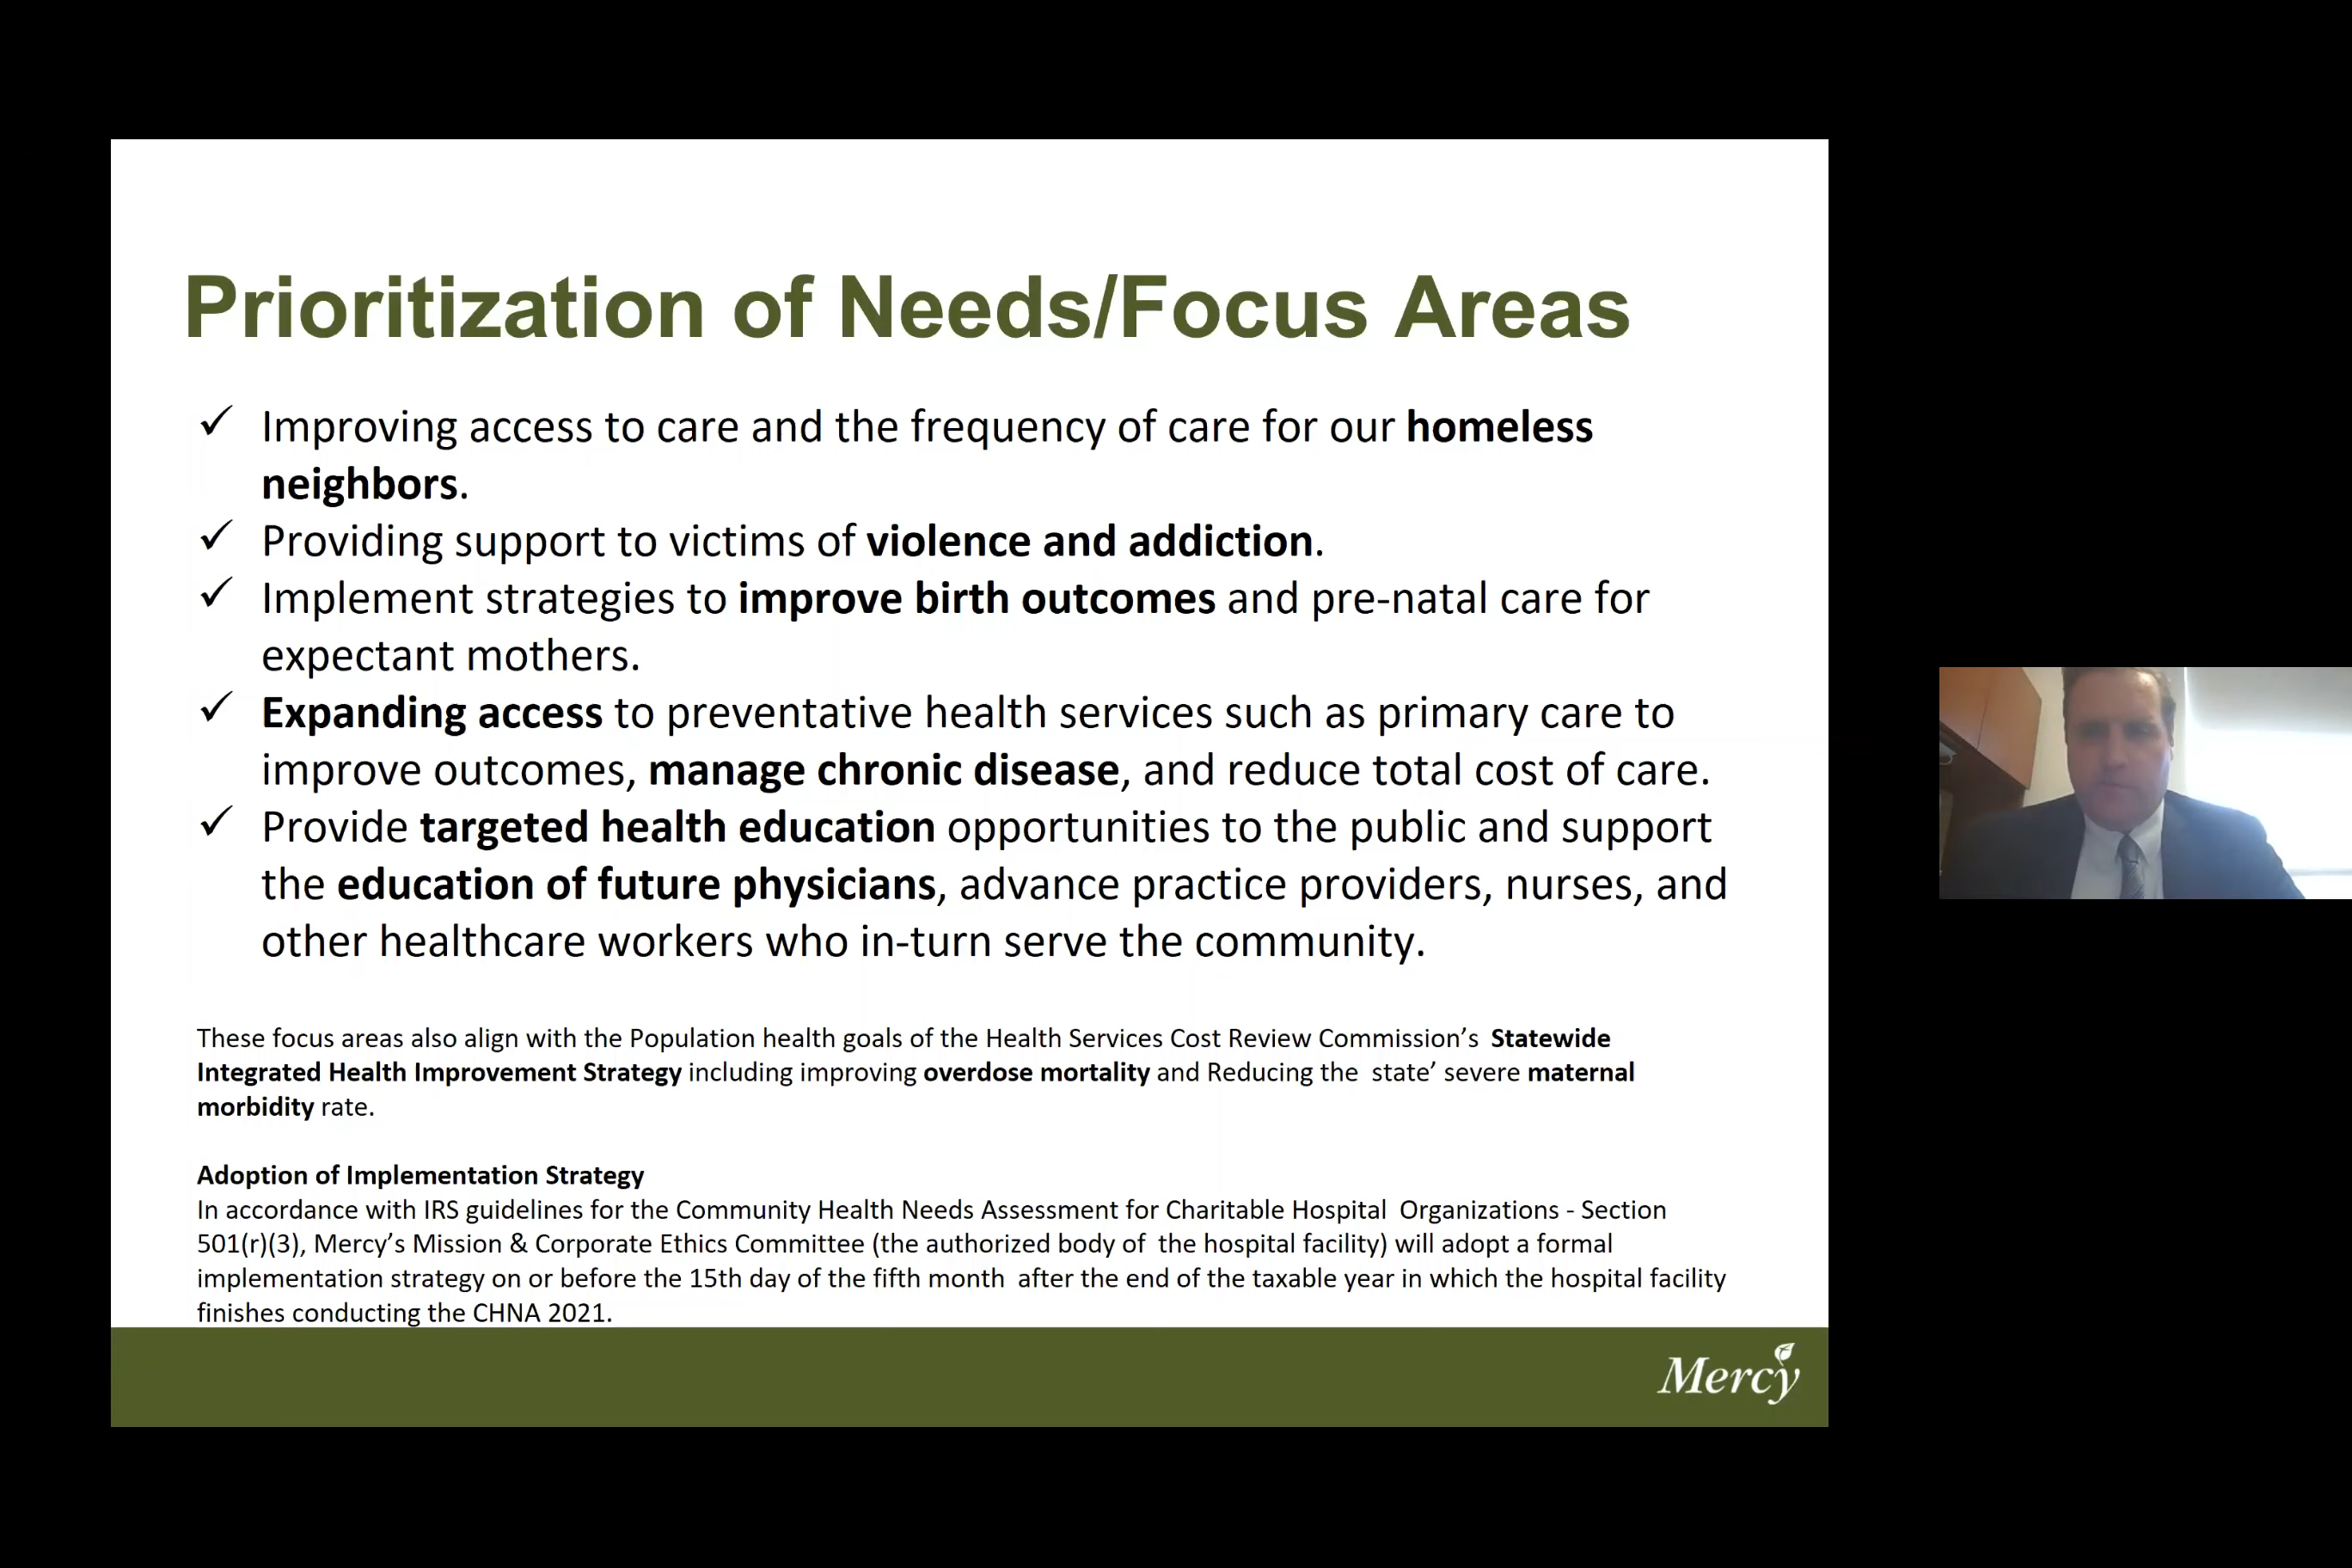 Prioritization of Needs/Focus Areas
✓ Improving access to care and the frequency of care for our homeless
neighbors.
✓ Providing support to victims of violence and addiction.
✓ Implement strategies to improve birth outcomes and pre-natal care for
expectant mothers.
✓ Expanding access to preventative health services such as primary care to
improve outcomes, manage chronic disease, and reduce total cost of care.
✓ Provide targeted health education opportunities to the public and support
the education of future physicians, advance practice providers, nurses, and
other healthcare workers who in-turn serve the community.
These focus areas also align with the Population health goals of the Health Services Cost Review Commission’s Statewide
Integrated Health Improvement Strategy including improving overdose mortality and Reducing the state’ severe maternal
morbidity rate.
Adoption of Implementation Strategy
In accordance with IRS guidelines for the Community Health Needs Assessment for Charitable Hospital Organizations - Section
501(r)(3), Mercy’s Mission & Corporate Ethics Committee (the authorized body of the hospital facility) will adopt a formal
implementation strategy on or before the 15th day of the fifth month after the end of the taxable year in which the hospital facility
finishes conducting the CHNA 2021.
Mercy